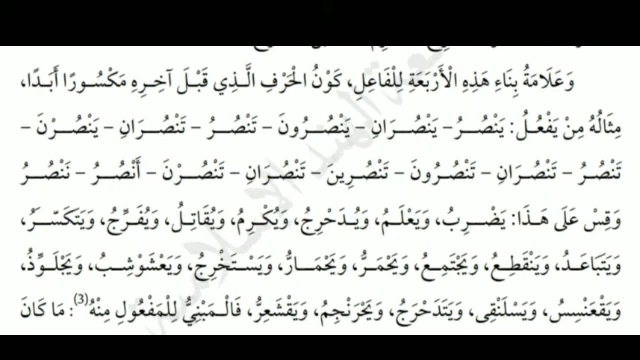 وَعَلَامَةُ بِنَاءِ هَذِهِ الْأَرْبَعَةِ لِلْفَاعِلِ، كَوْنُ الْحَرْفِ الَّذِي قَبْلَ آخِرِهِ مَكْسُورًا أَبَدًا،
مِثَالُهُ مِنْ يَفْعُلُ: يَنْصُرُ – يَنْصُرَانِ – يَنْصُرُونَ – تَنْصُرُ – تَنْصُرَانِ – يَنْصُرْنَ –
تَنْصُرُ – تَنْصُرَانِ – تَنْصُرُونَ – تَنْصُرِينَ – تَنْصُرَانِ – تَنْصُرْنَ – أَنْصُرُ – نَنْصُرُ
وَقِسْ عَلَى هَذَا: يَضْرِبُ، وَيَعْلَمُ، وَيُدَحْرِجُ، وَيُكْرِمُ، وَيُقَاتِلُ، وَيُفَرِّجُ، وَيَتَكَسَّرُ،
وَيَتَبَاعَدُ، وَيَنْقَطِعُ، وَيَجْتَمِعُ، وَيَحْمَرُّ، وَيَحْمَارُّ، وَيَسْتَخْرِجُ، وَيَعْشَوْشِبُ، وَيَجْلَوِّذُ،
وَيَقْعَنْسِسُ، وَيَسْلَنْقِى، وَيَتَدَحْرَجُ، وَيَحْرَنْجِمُ، وَيَقْشَعِرُّ، فَالْمَبْنِيُّ لِلْمَفْعُولِ مِنْهُ(3): مَا كَانَ